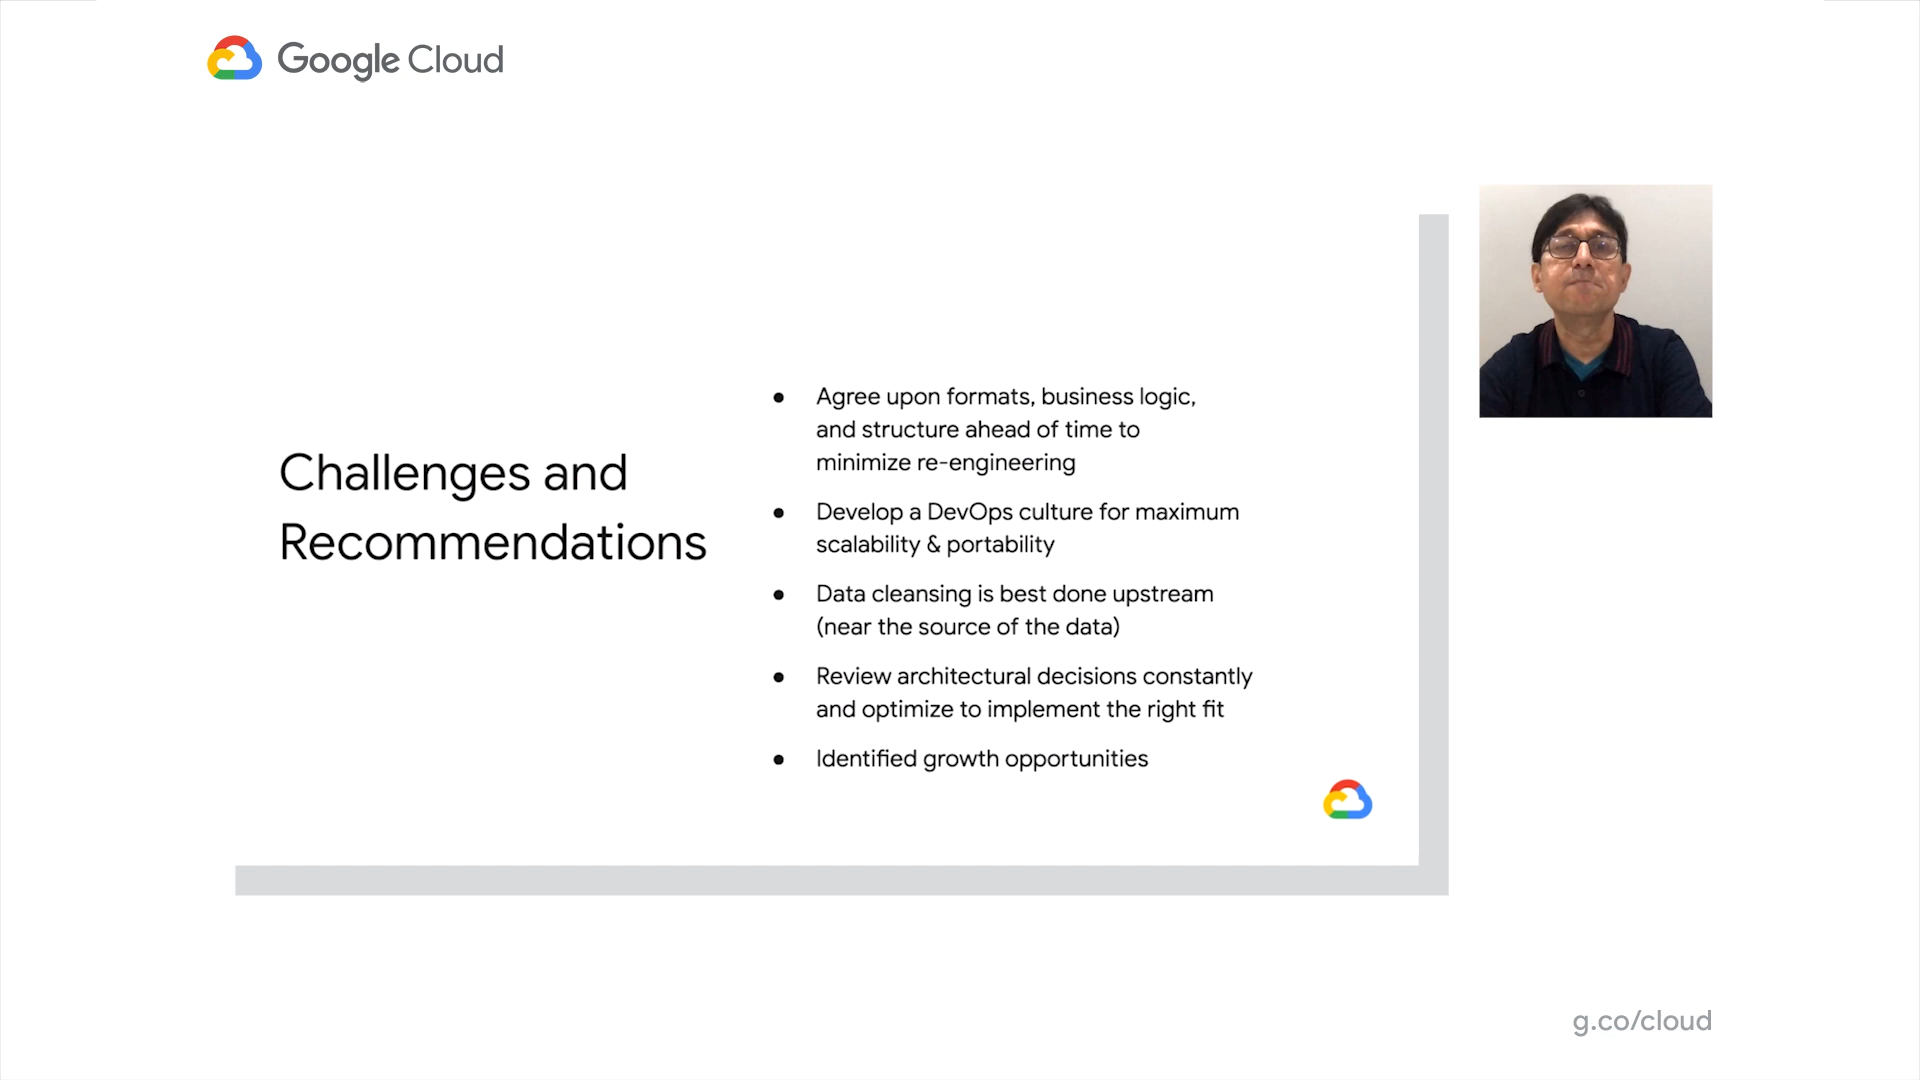 Google Cloud
Challenges and
Recommendations
● Agree upon formats, business logic,
and structure ahead of time to
minimize re-engineering
● Develop a DevOps culture for maximum
scalability & portability
● Data cleansing is best done upstream
(near the source of the data)
● Review architectural decisions constantly
and optimize to implement the right fit
● Identified growth opportunities
g.co/cloud